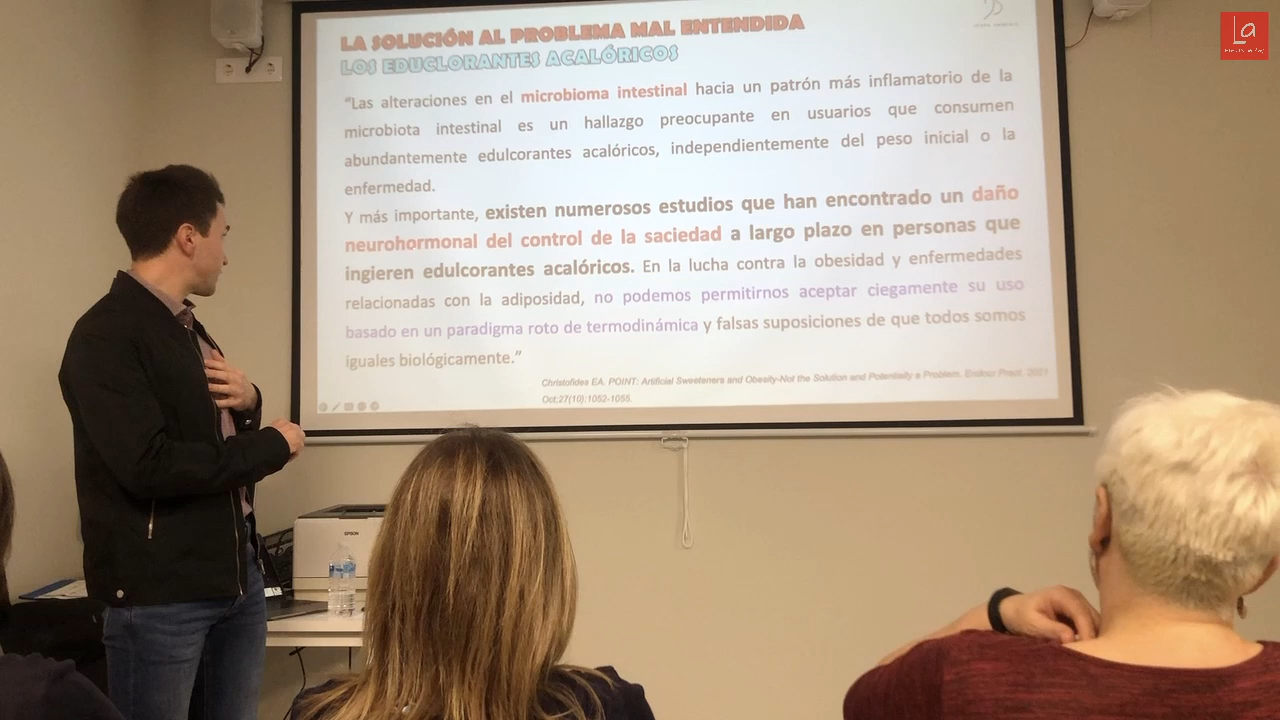 La
LA SOLUCIÓN AL PROBLEMA MAL ENTENDIDA
LOS EDUCLORANTES ACALÓRICOS
“Las alteraciones en el microbioma intestinal hacia un patrón más inflamatorio de la
microbiota intestinal es un hallazgo preocupante en usuarios que consumen
abundantemente edulcorantes acalóricos, independientemente del peso inicial o la
enfermedad.
Y más importante, existen numerosos estudios que han encontrado un daño
neurohormonal del control de la saciedad a largo plazo en personas que
ingieren edulcorantes acalóricos. En la lucha contra la obesidad y enfermedades
relacionadas con la adiposidad, no podemos permitirnos aceptar ciegamente su uso
basado en un paradigma roto de termodinámica y falsas suposiciones de que todos somos
iguales biológicamente.”
Christofides EA. POINT: Artificial Sweeteners and Obesity-Not the Solution and Potentially a Problem. Endocr Pract. 2021
Oct;27(10):1052-1055.
EPSON